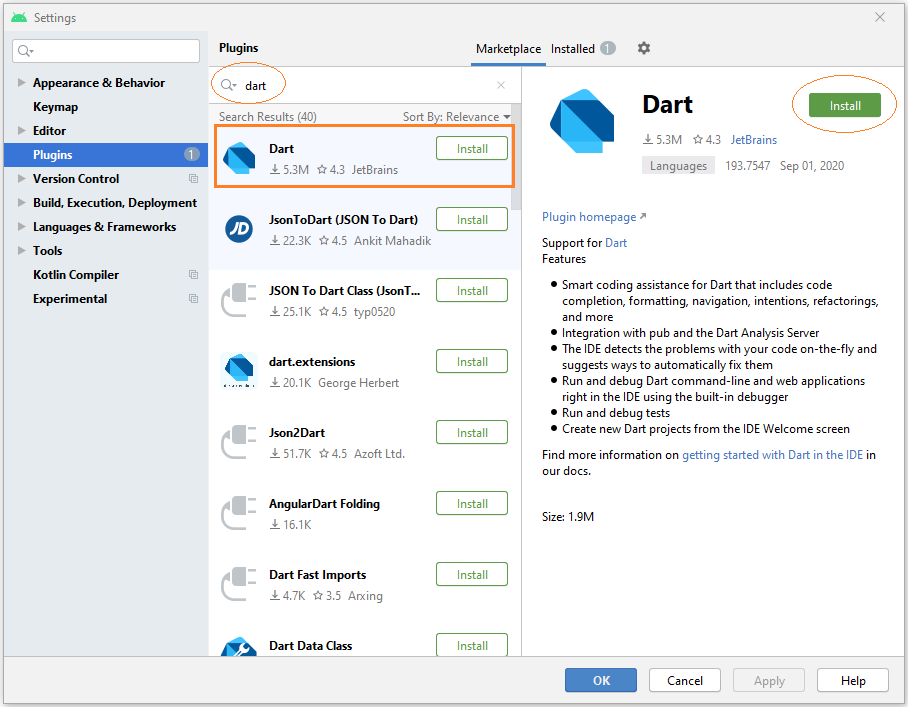 Settings
Plugins
Marketplace Installed 1
Appearance & Behavior
Keymap
Editor
Plugins 1
Version Control
Build, Execution, Deployment
Languages & Frameworks
Tools
Kotlin Compiler
Experimental
dart
Search Results (40) Sort By: Relevance
Dart
5.3M 4.3 JetBrains
Install
JsonToDart (JSON To Dart)
22.3K 4.5 Ankit Mahadik
Install
JD
JSON To Dart Class (JsonT...
25.1K 4.5 typ0520
Install
dart.extensions
20.1K George Herbert
Install
Json2Dart
51.7K 4.5 Azoft Ltd.
Install
AngularDart Folding
16.1K
Install
Dart Fast Imports
4.7K 3.5 Arxing
Install
Dart Data Class
Install
Dart
Install
5.3M 4.3 JetBrains
Languages 193.7547 Sep 01, 2020
Plugin homepage
Support for Dart
Features
Smart coding assistance for Dart that includes code
completion, formatting, navigation, intentions, refactorings,
and more
Integration with pub and the Dart Analysis Server
The IDE detects the problems with your code on-the-fly and
suggests ways to automatically fix them
Run and debug Dart command-line and web applications
right in the IDE using the built-in debugger
Run and debug tests
Create new Dart projects from the IDE Welcome screen
Find more information on getting started with Dart in the IDE in
our docs.
Size: 1.9M
OK Cancel Apply Help